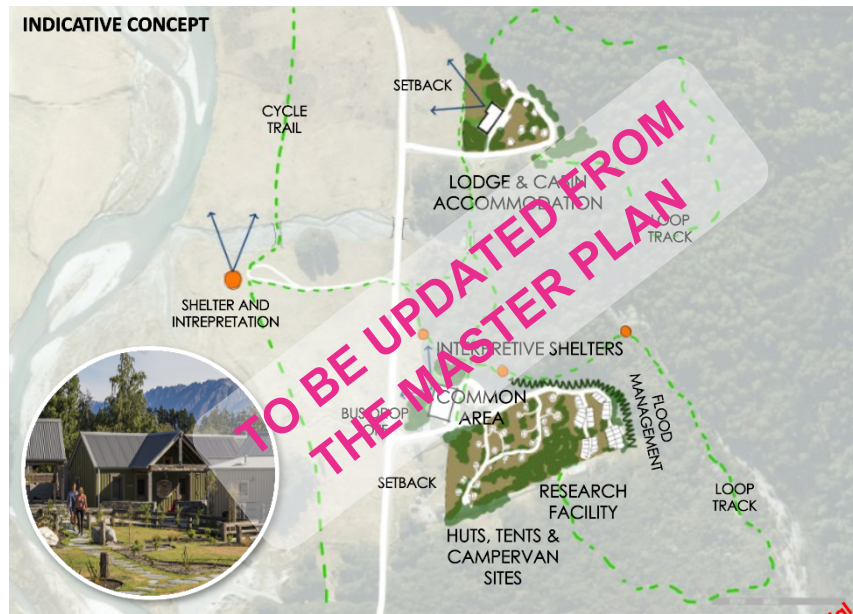 INDICATIVE CONCEPT
SETBACK
CYCLE
TRAIL
LODGE & CABIN
ACCOMMODATION
LOOP
TRACK
SHELTER AND
INTREPRETATION
INTERPRETIVE SHELTERS
COMMON
AREA
BUS DROP
OFF
FLOOD
MANAGEMENT
SETBACK
RESEARCH
FACILITY
LOOP
TRACK
HUTS, TENTS &
CAMPERVAN
SITES
TO BE UPDATED FROM
THE MASTER PLAN